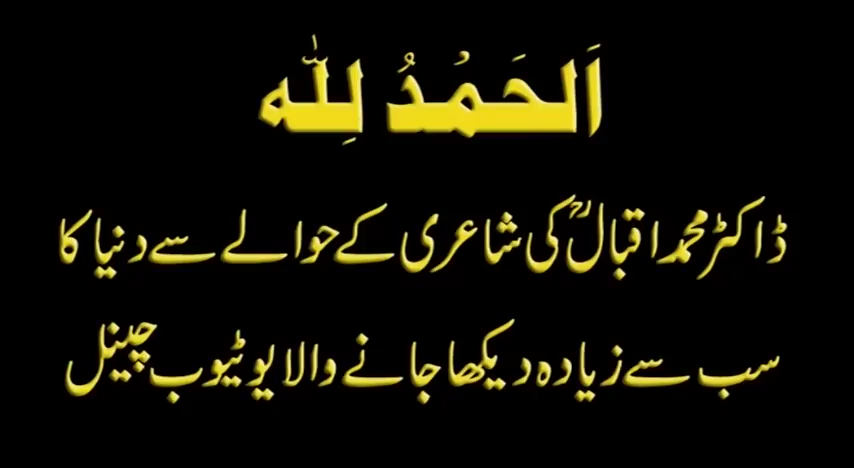 اَلحَمْدُ لِلّٰه
ڈاکٹر محمد اقبالؒ کی شاعری کے حوالے سے دنیا کا
سب سے زیادہ دیکھا جانے والا یوٹیوب چینل